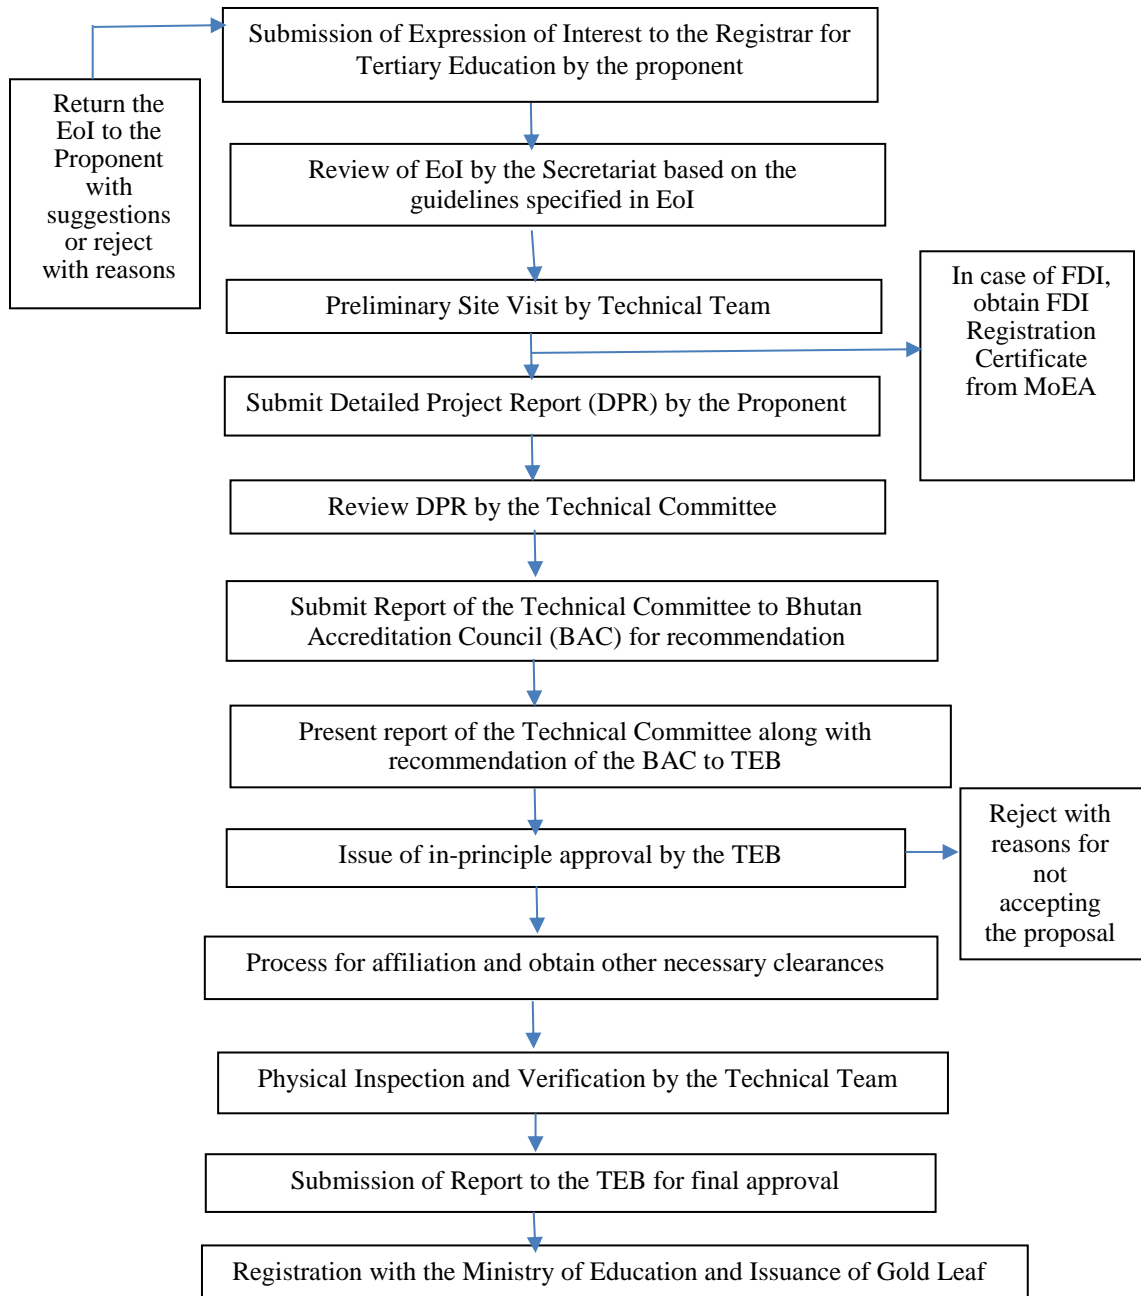 Submission of Expression of Interest to the Registrar for
Tertiary Education by the proponent
Return the
EoI to the
Proponent
with
suggestions
or reject
with reasons
Review of EoI by the Secretariat based on the
guidelines specified in EoI
Preliminary Site Visit by Technical Team
In case of FDI,
obtain FDI
Registration
Certificate
from MoEA
Submit Detailed Project Report (DPR) by the Proponent
Review DPR by the Technical Committee
Submit Report of the Technical Committee to Bhutan
Accreditation Council (BAC) for recommendation
Present report of the Technical Committee along with
recommendation of the BAC to TEB
Issue of in-principle approval by the TEB
Reject with
reasons for
not
accepting
the proposal
Process for affiliation and obtain other necessary clearances
Physical Inspection and Verification by the Technical Team
Submission of Report to the TEB for final approval
Registration with the Ministry of Education and Issuance of Gold Leaf